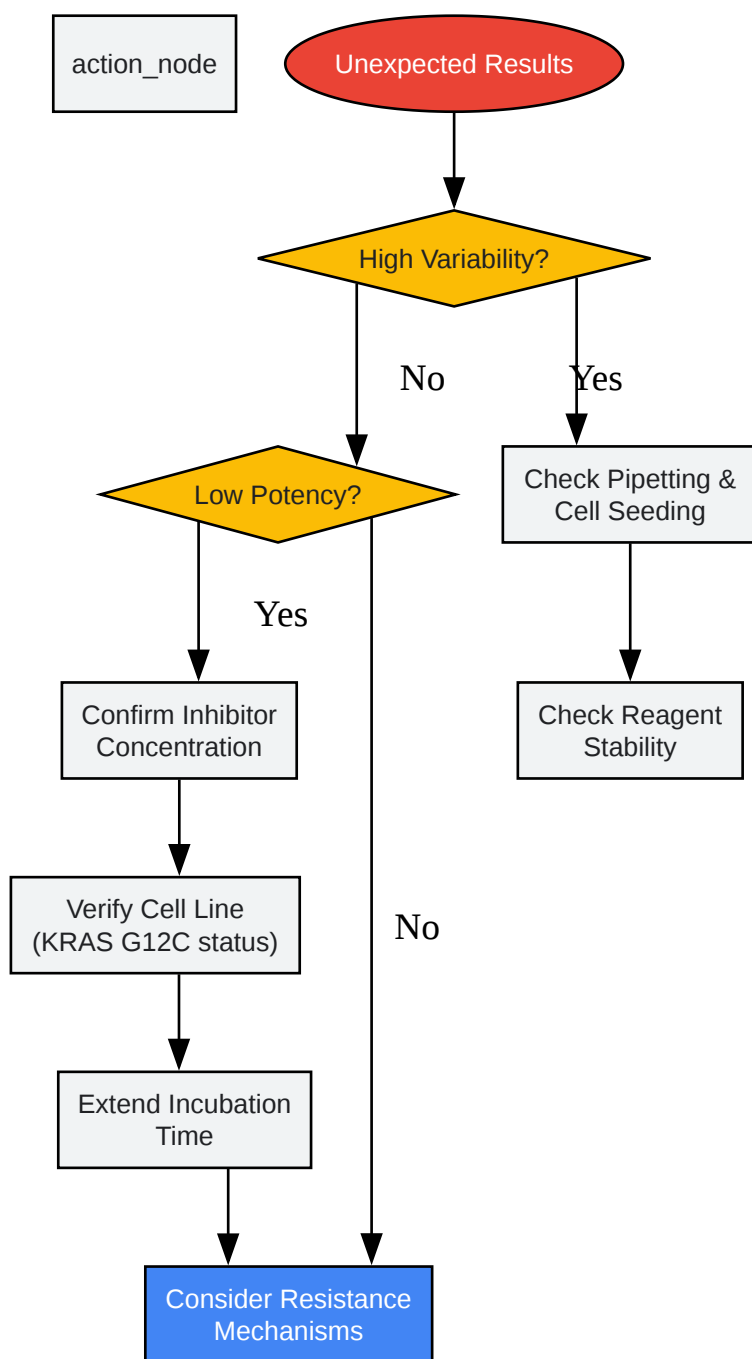 action_node
Unexpected Results
High Variability?
No
Yes
Low Potency?
Check Pipetting &
Cell Seeding
Yes
Confirm Inhibitor
Concentration
Check Reagent
Stability
Verify Cell Line
(KRAS G12C status)
No
Extend Incubation
Time
Consider Resistance
Mechanisms